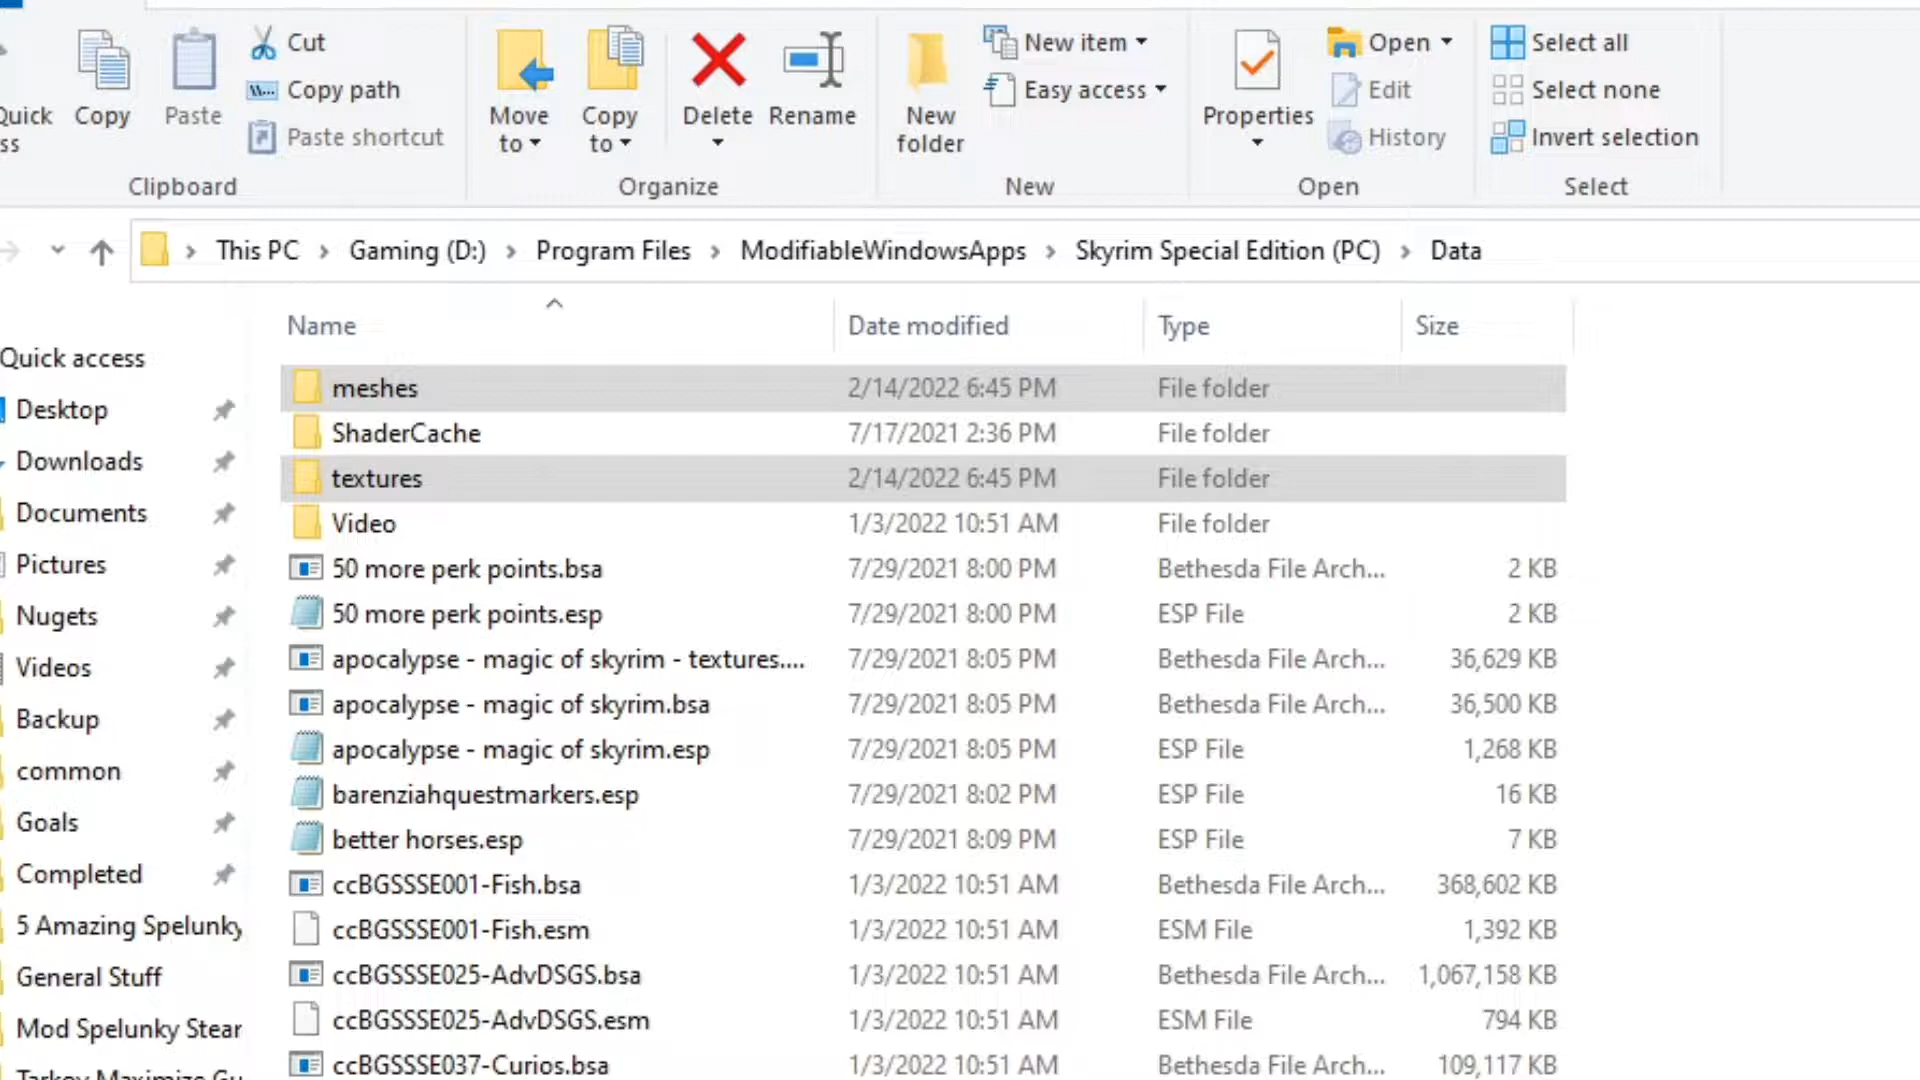 Cut
Copy path
Paste shortcut
Quick
ss
Copy
Paste
Clipboard
Move to
Copy to
Delete
Rename
Organize
New folder
New item
Easy access
New
Properties
Open
Edit
History
Open
Select all
Select none
Invert selection
Select
This PC > Gaming (D:) > Program Files > ModifiableWindowsApps > Skyrim Special Edition (PC) > Data
Quick access
Desktop
Downloads
Documents
Pictures
Nugets
Videos
Backup
common
Goals
Completed
5 Amazing Spelunky
General Stuff
Mod Spelunky Stear
Tarkov Maximize Gu
Name Date modified Type Size
meshes 2/14/2022 6:45 PM File folder
ShaderCache 7/17/2021 2:36 PM File folder
textures 2/14/2022 6:45 PM File folder
Video 1/3/2022 10:51 AM File folder
50 more perk points.bsa 7/29/2021 8:00 PM Bethesda File Arch... 2 KB
50 more perk points.esp 7/29/2021 8:00 PM ESP File 2 KB
apocalypse - magic of skyrim - textures.... 7/29/2021 8:05 PM Bethesda File Arch... 36,629 KB
apocalypse - magic of skyrim.bsa 7/29/2021 8:05 PM Bethesda File Arch... 36,500 KB
apocalypse - magic of skyrim.esp 7/29/2021 8:05 PM ESP File 1,268 KB
barenziahquestmarkers.esp 7/29/2021 8:02 PM ESP File 16 KB
better horses.esp 7/29/2021 8:09 PM ESP File 7 KB
ccBGSSSE001-Fish.bsa 1/3/2022 10:51 AM Bethesda File Arch... 368,602 KB
ccBGSSSE001-Fish.esm 1/3/2022 10:51 AM ESM File 1,392 KB
ccBGSSSE025-AdvDSGS.bsa 1/3/2022 10:51 AM Bethesda File Arch... 1,067,158 KB
ccBGSSSE025-AdvDSGS.esm 1/3/2022 10:51 AM ESM File 794 KB
ccBGSSSE037-Curios.bsa 1/3/2022 10:51 AM Bethesda File Arch... 109,117 KB